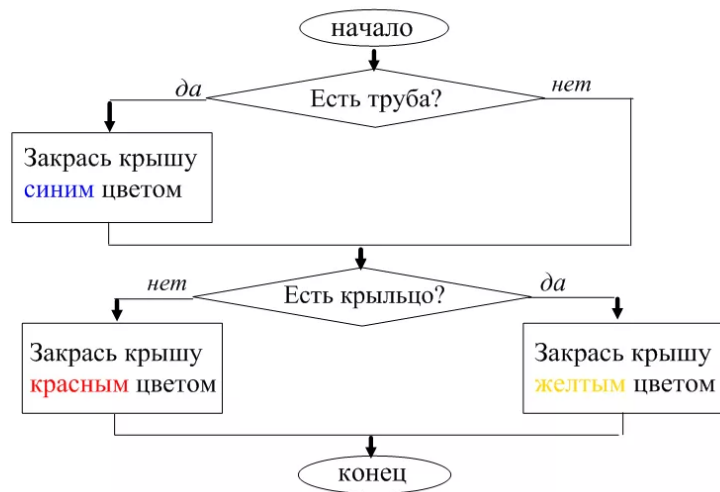 начало
Есть труба?
да
нет
Закрась крышу
синим цветом
Есть крыльцо?
нет
да
Закрась крышу
красным цветом
Закрась крышу
желтым цветом
конец